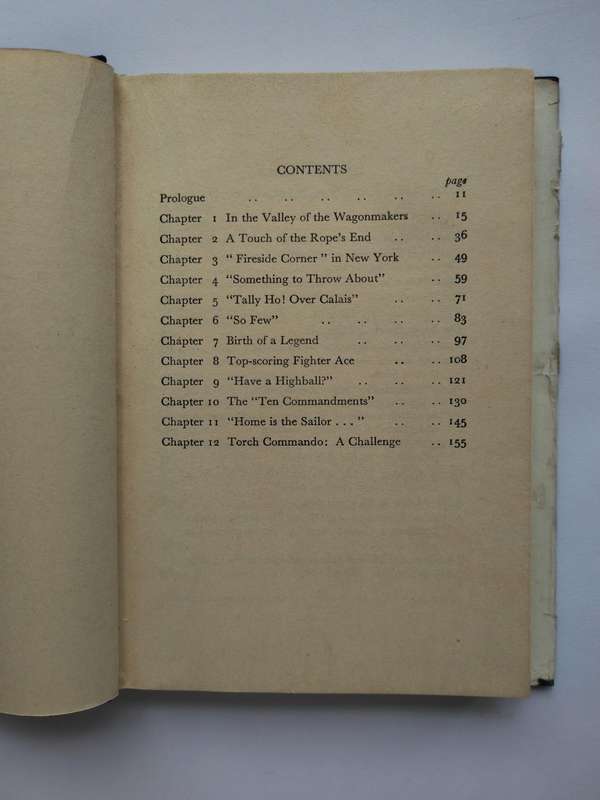 CONTENTS
page
Prologue .. .. .. .. .. .. 11
Chapter 1 In the Valley of the Wagonmakers .. 15
Chapter 2 A Touch of the Rope's End .. .. 36
Chapter 3 " Fireside Corner " in New York .. 49
Chapter 4 "Something to Throw About" .. 59
Chapter 5 "Tally Ho! Over Calais" .. .. 71
Chapter 6 "So Few" .. .. .. .. 83
Chapter 7 Birth of a Legend .. .. .. 97
Chapter 8 Top-scoring Fighter Ace .. .. 108
Chapter 9 "Have a Highball?" .. .. .. 121
Chapter 10 The "Ten Commandments" .. .. 130
Chapter 11 "Home is the Sailor . . . " .. .. 145
Chapter 12 Torch Commando: A Challenge .. 155